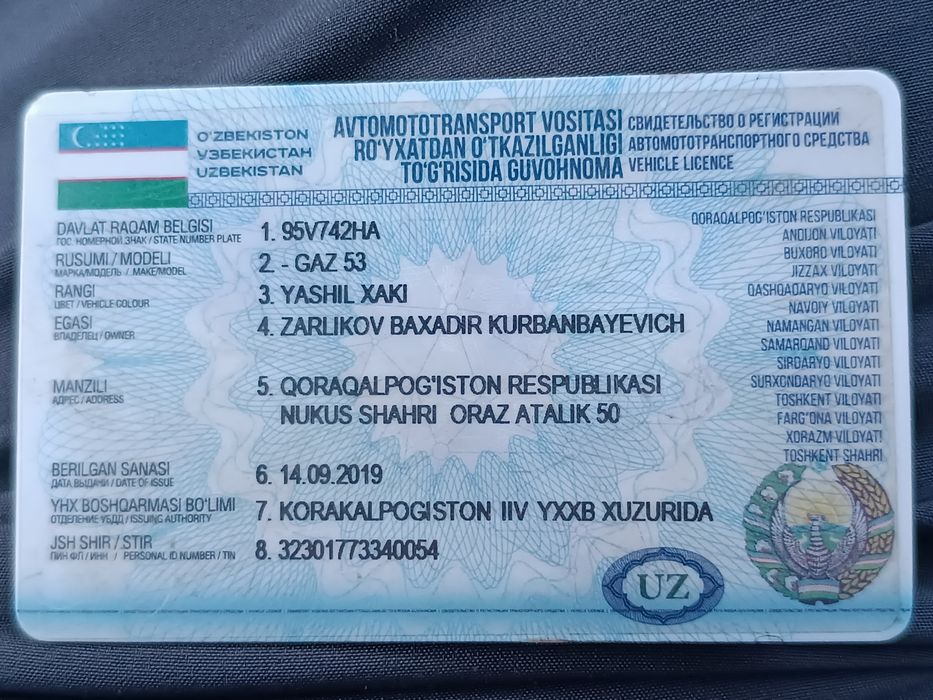 O'ZBEKISTON
УЗБЕКИСТАН
UZBEKISTAN
AVTOMOTOTRANSPORT VOSITASI
RO'YXATDAN O'TKAZILGANLIGI
TO'G'RISIDA GUVOHNOMA
СВИДЕТЕЛЬСТВО О РЕГИСТРАЦИИ
АВТОМОТОТРАНСПОРТНОГО СРЕДСТВА
VEHICLE LICENCE
DAVLAT RAQAM BELGISI
ГОС. НОМЕРНОЙ ЗНАК / STATE NUMBER PLATE
1. 95V742HA
RUSUMI / MODELI
МАРКА/МОДЕЛЬ / MAKE/MODEL
2. - GAZ 53
RANGI
ЦВЕТ / VEHICLE COLOUR
3. YASHIL XAKI
EGASI
ВЛАДЕЛЕЦ / OWNER
4. ZARLIKOV BAXADIR KURBANBAYEVICH
MANZILI
АДРЕС / ADDRESS
5. QORAQALPOG'ISTON RESPUBLIKASI
NUKUS SHAHRI ORAZ ATALIK 50
BERILGAN SANASI
ДАТА ВЫДАЧИ / DATE OF ISSUE
6. 14.09.2019
YHX BOSHQARMASI BO'LIMI
ОТДЕЛЕНИЕ УБДД / ISSUING AUTHORITY
7. KORAKALPOGISTON IIV YXXB XUZURIDA
JSH SHIR / STIR
ПИНФЛ / ИНН / PERSONAL ID NUMBER / TIN
8. 32301773340054
QORAQALPOG'ISTON RESPUBLIKASI
ANDIJON VILOYATI
BUXORO VILOYATI
JIZZAX VILOYATI
QASHQADARYO VILOYATI
NAVOIY VILOYATI
NAMANGAN VILOYATI
SAMARQAND VILOYATI
SIRDARYO VILOYATI
SURXONDARYO VILOYATI
TOSHKENT VILOYATI
FARG'ONA VILOYATI
XORAZM VILOYATI
TOSHKENT SHAHRI
UZ